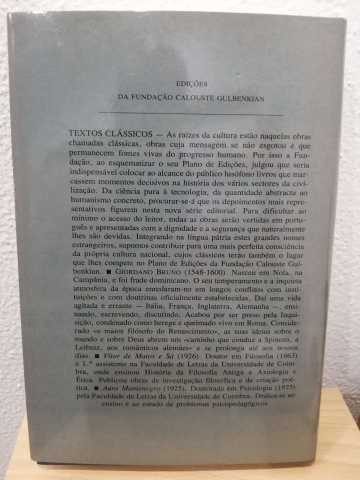 EDIÇÕES
DA FUNDAÇÃO CALOUSTE GULBENKIAN
TEXTOS CLÁSSICOS — As raízes da cultura estão naquelas obras
chamadas clássicas, obras cuja mensagem se não esgotou e que
permanecem fontes vivas do progresso humano. Por isso a Fun-
dação, ao esquematizar o seu Plano de Edições, julgou que seria
indispensável colocar ao alcance do público lusófono livros que mar-
cassem momentos decisivos na história dos vários sectores da civili-
zação. Da ciência pura à tecnologia, da quantidade abstracta ao
humanismo concreto, procurar-se-á que os depoimentos mais re-
presentativos figurem nesta nova série editorial. Para dificultar ao
mínimo o acesso do leitor, todas as obras serão vertidas em portu-
guês e apresentadas com a dignidade e a segurança que naturalmente
lhes são devidas. Integrando na língua pátria estes grandes nomes
estrangeiros, supomos contribuir para uma mais perfeita consciência
da própria cultura nacional, cujos clássicos terão também o lugar
que lhes compete no Plano de Edições da Fundação Calouste Gul-
benkian. ■ GIORDANO BRUNO (1548-1600). Nasceu em Nola, na
Campânia, e foi frade dominicano. O seu temperamento e a inquieta
atmosfera da época enredaram-no em longos conflitos com insti-
tuições e com doutrinas oficialmente estabelecidas. Daí uma vida
agitada e errante — Itália, França, Inglaterra, Alemanha —, ensi-
nando, escrevendo, discutindo. Acabou por ser preso pela Inqui-
sição, condenado como herege e queimado vivo em Roma. Conside-
rado «o maior filósofo do Renascimento», as suas ideias sobre o
mundo e sobre Deus abrem um «caminho que conduz a Spinoza, a
Leibniz, aos românticos alemães» e se prolonga até aos nossos
dias. ■ Vítor de Matos e Sá (1926). Doutor em Filosofia (1963)
e 1.º assistente na Faculdade de Letras da Universidade de Coim-
bra, onde ensinou História da Filosofia Antiga e Axiologia e
Ética. Publicou obras de investigação filosófica e de criação poé-
tica. ■ Aura Montenegro (1925). Doutorada em Psicologia (1975)
pela Faculdade de Letras da Universidade de Coimbra. Dedica-se ao
ensino e ao estudo de problemas psicopedagógicos.